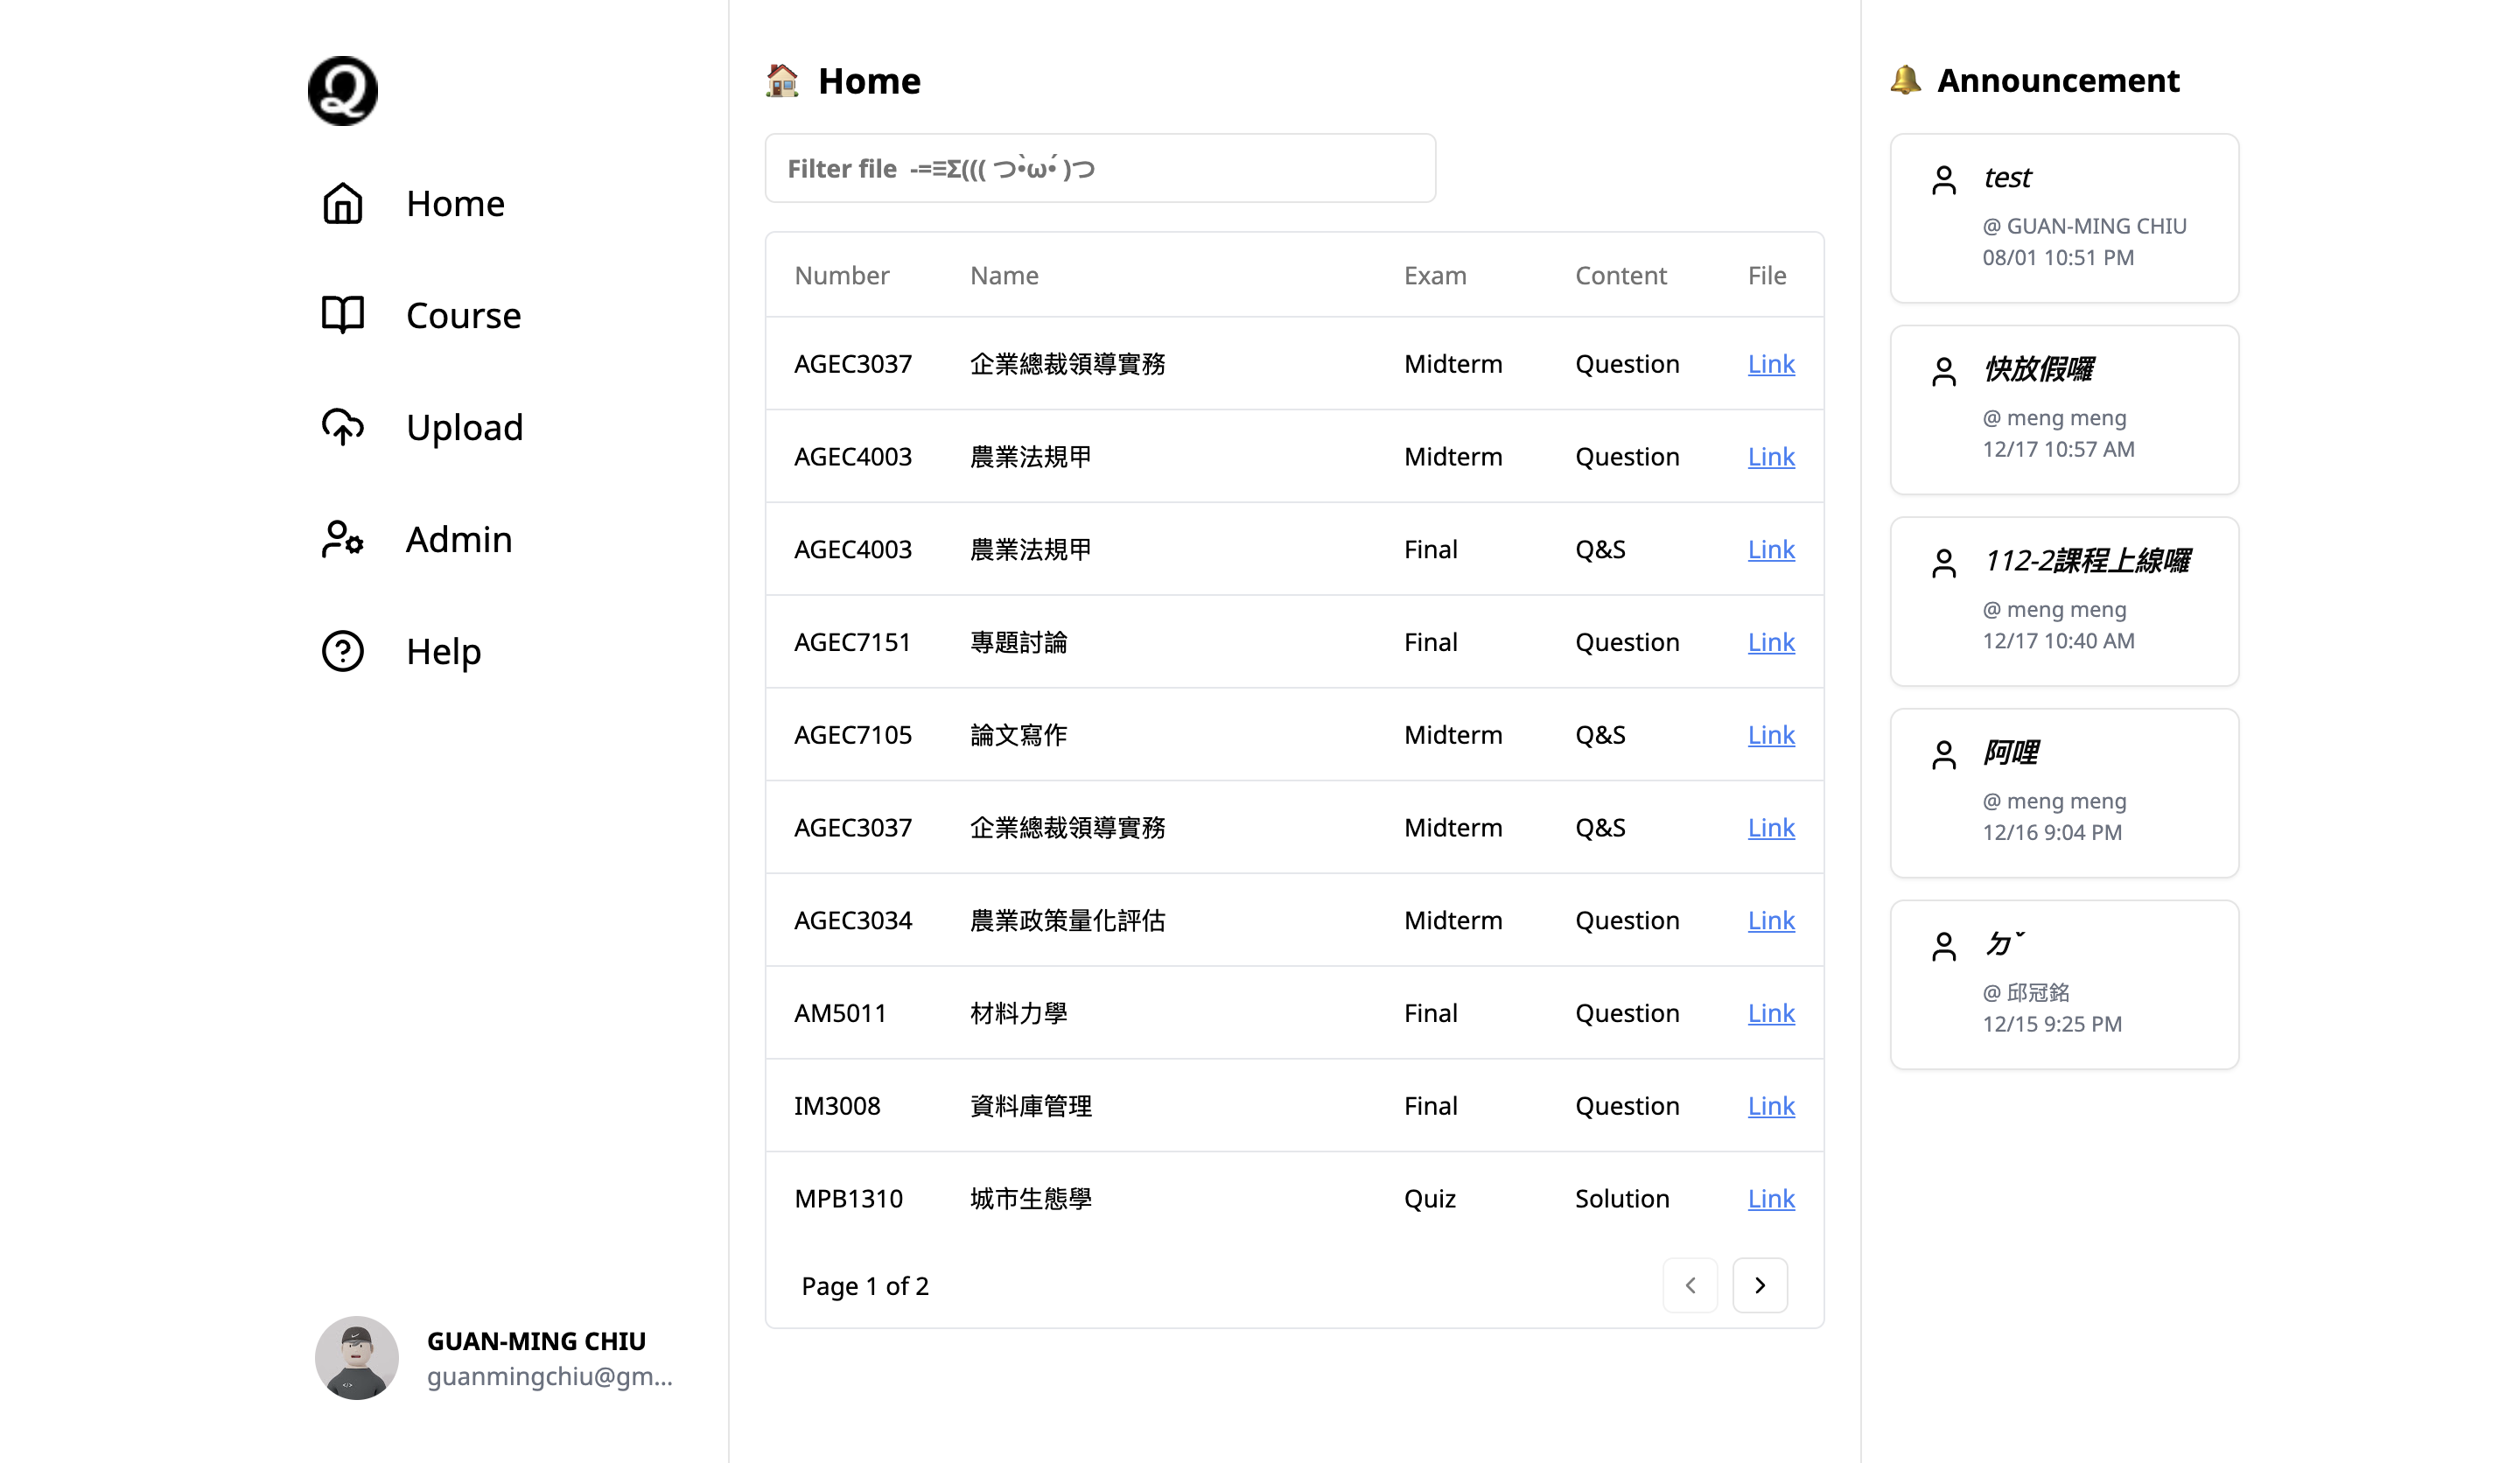 Home
Course
Upload
Admin
Help
GUAN-MING CHIU
guanmingchiu@gm...
🏠 Home
Filter file -=≡Σ((( つ•̀ω•́ )つ
Number Name Exam Content File
AGEC3037 企業總裁領導實務 Midterm Question Link
AGEC4003 農業法規甲 Midterm Question Link
AGEC4003 農業法規甲 Final Q&S Link
AGEC7151 專題討論 Final Question Link
AGEC7105 論文寫作 Midterm Q&S Link
AGEC3037 企業總裁領導實務 Midterm Q&S Link
AGEC3034 農業政策量化評估 Midterm Question Link
AM5011 材料力學 Final Question Link
IM3008 資料庫管理 Final Question Link
MPB1310 城市生態學 Quiz Solution Link
Page 1 of 2
🔔 Announcement
test
@ GUAN-MING CHIU
08/01 10:51 PM
快放假囉
@ meng meng
12/17 10:57 AM
112-2課程上線囉
@ meng meng
12/17 10:40 AM
阿哩
@ meng meng
12/16 9:04 PM
ㄉˇ
@ 邱冠銘
12/15 9:25 PM